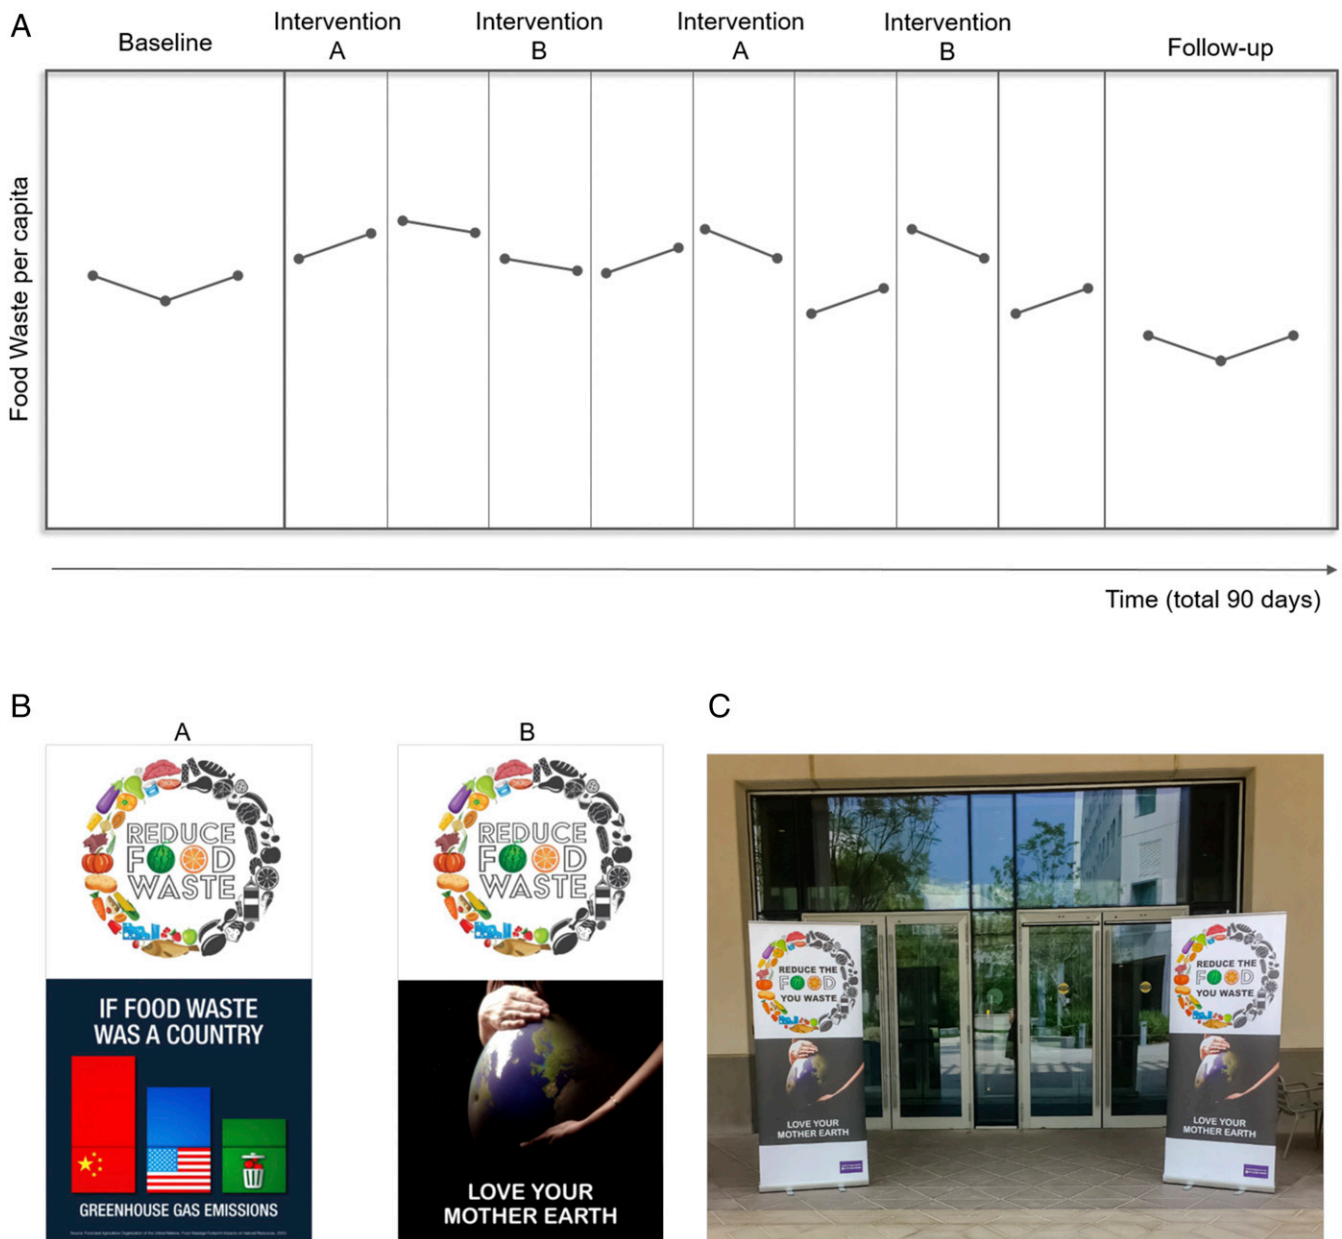 A
Baseline
Intervention
A
Intervention
B
Intervention
A
Intervention
B
Follow-up
Food Waste per capita
Time (total 90 days)
B
A
REDUCE
FOOD
WASTE
IF FOOD WASTE
WAS A COUNTRY
GREENHOUSE GAS EMISSIONS
B
REDUCE
FOOD
WASTE
LOVE YOUR
MOTHER EARTH
C
REDUCE THE
FOOD
YOU WASTE
LOVE YOUR
MOTHER EARTH
REDUCE THE
FOOD
YOU WASTE
LOVE YOUR
MOTHER EARTH